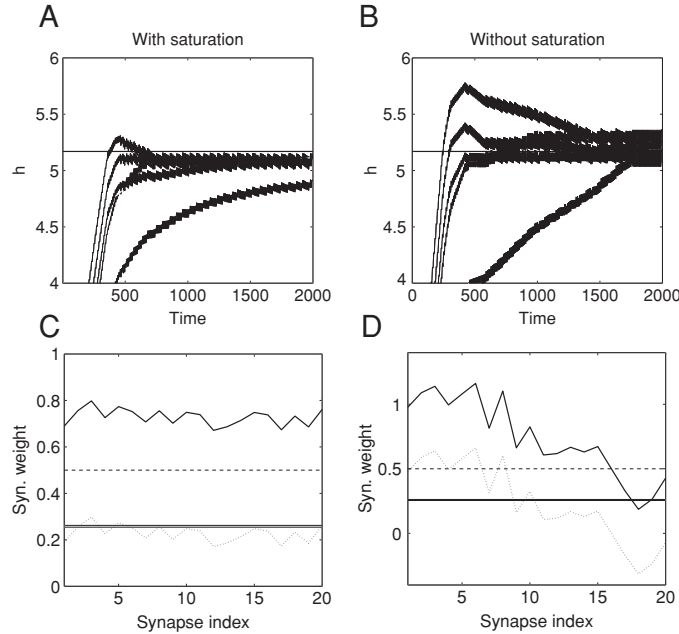 A
With saturation
6
5.5
5
4.5
4
h
500
1000
1500
2000
Time
B
Without saturation
6
5.5
5
4.5
4
h
0
500
1000
1500
2000
Time
C
1
0.8
0.6
0.4
0.2
0
Syn. weight
5
10
15
20
Synapse index
D
1
0.5
0
Syn. weight
5
10
15
20
Synapse index